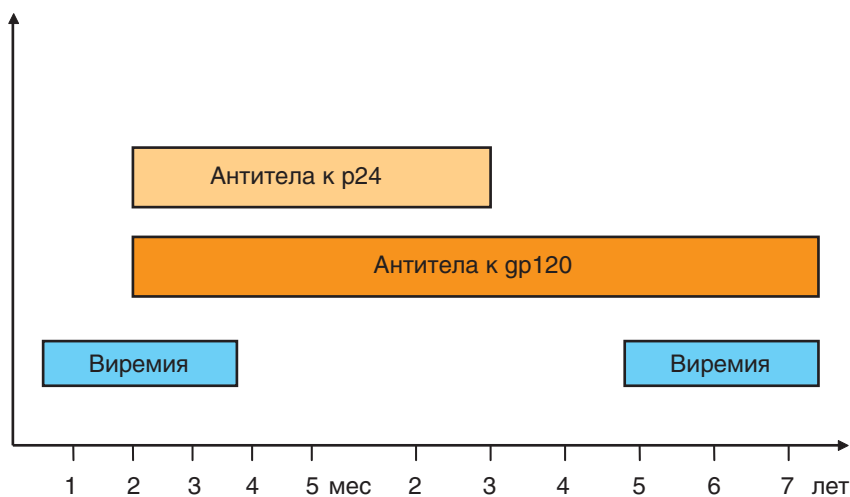 Антитела к p24
Антитела к gp120
Виремия Виремия
1 2 3 4 5 мес 2 3 4 5 6 7 лет